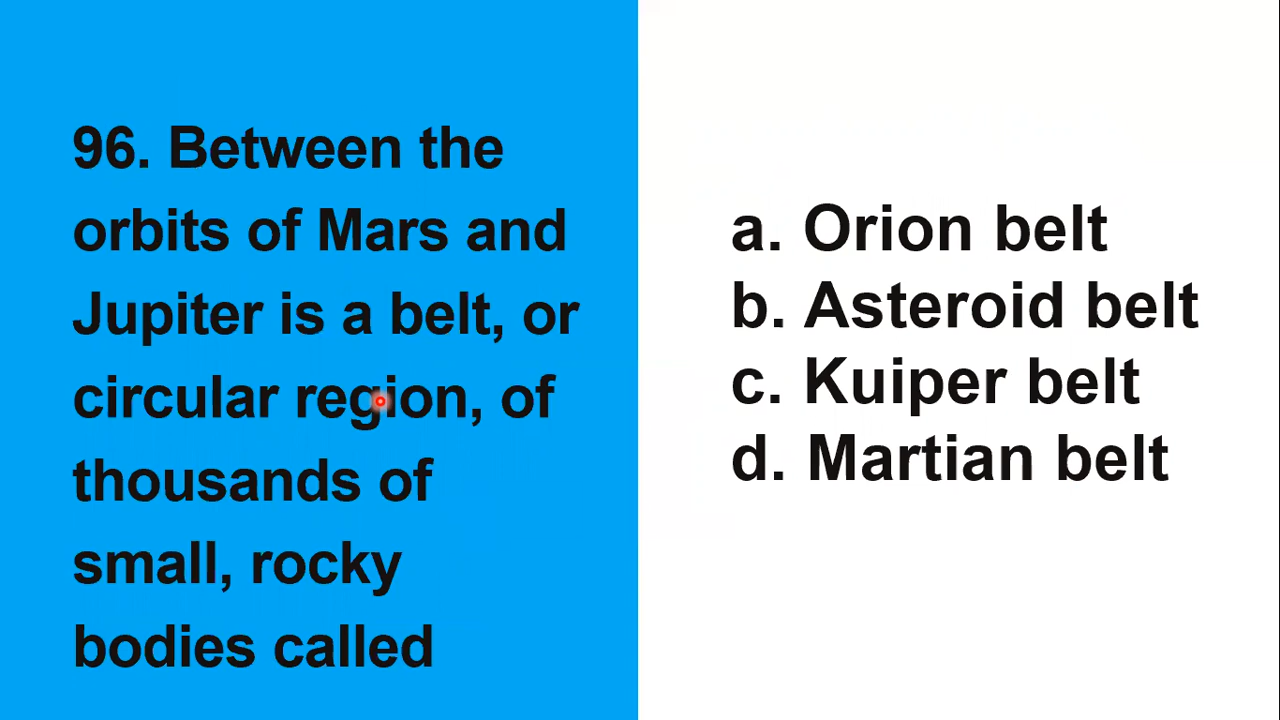 96. Between the
orbits of Mars and
Jupiter is a belt, or
circular region, of
thousands of
small, rocky
bodies called
a. Orion belt
b. Asteroid belt
c. Kuiper belt
d. Martian belt